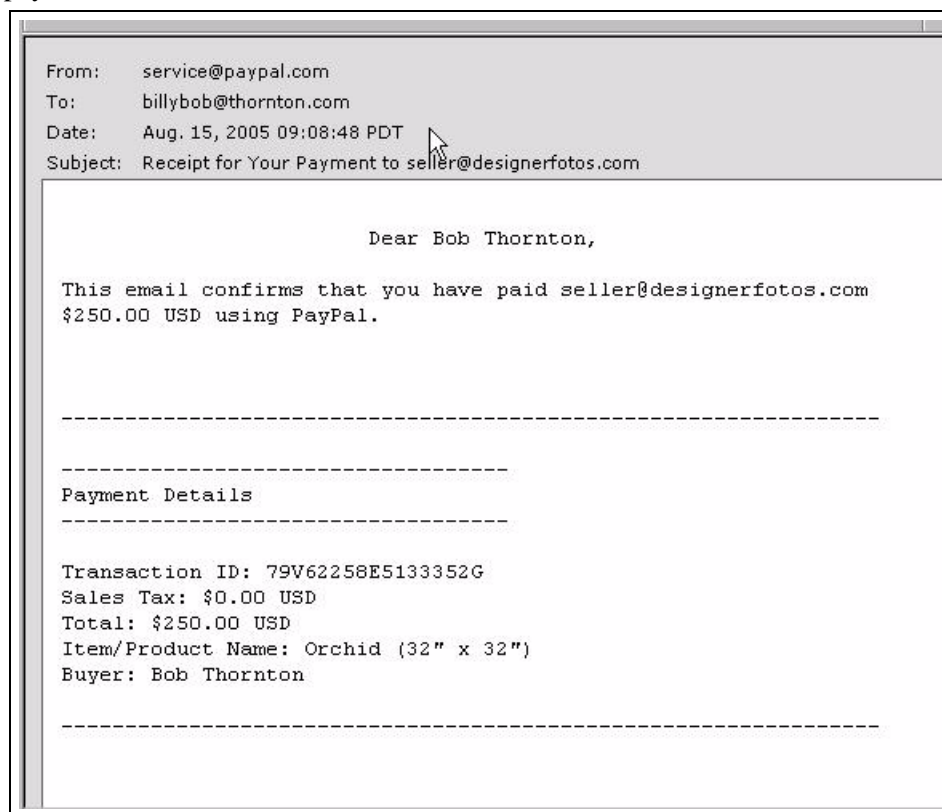 From: service@paypal.com
To: billybob@thornton.com
Date: Aug. 15, 2005 09:08:48 PDT
Subject: Receipt for Your Payment to seller@designerfotos.com
Dear Bob Thornton,
This email confirms that you have paid seller@designerfotos.com
$250.00 USD using PayPal.
----------------------------------------------------------------
-----------------------------------
Payment Details
-----------------------------------
Transaction ID: 79V62258E5133352G
Sales Tax: $0.00 USD
Total: $250.00 USD
Item/Product Name: Orchid (32" x 32")
Buyer: Bob Thornton
----------------------------------------------------------------